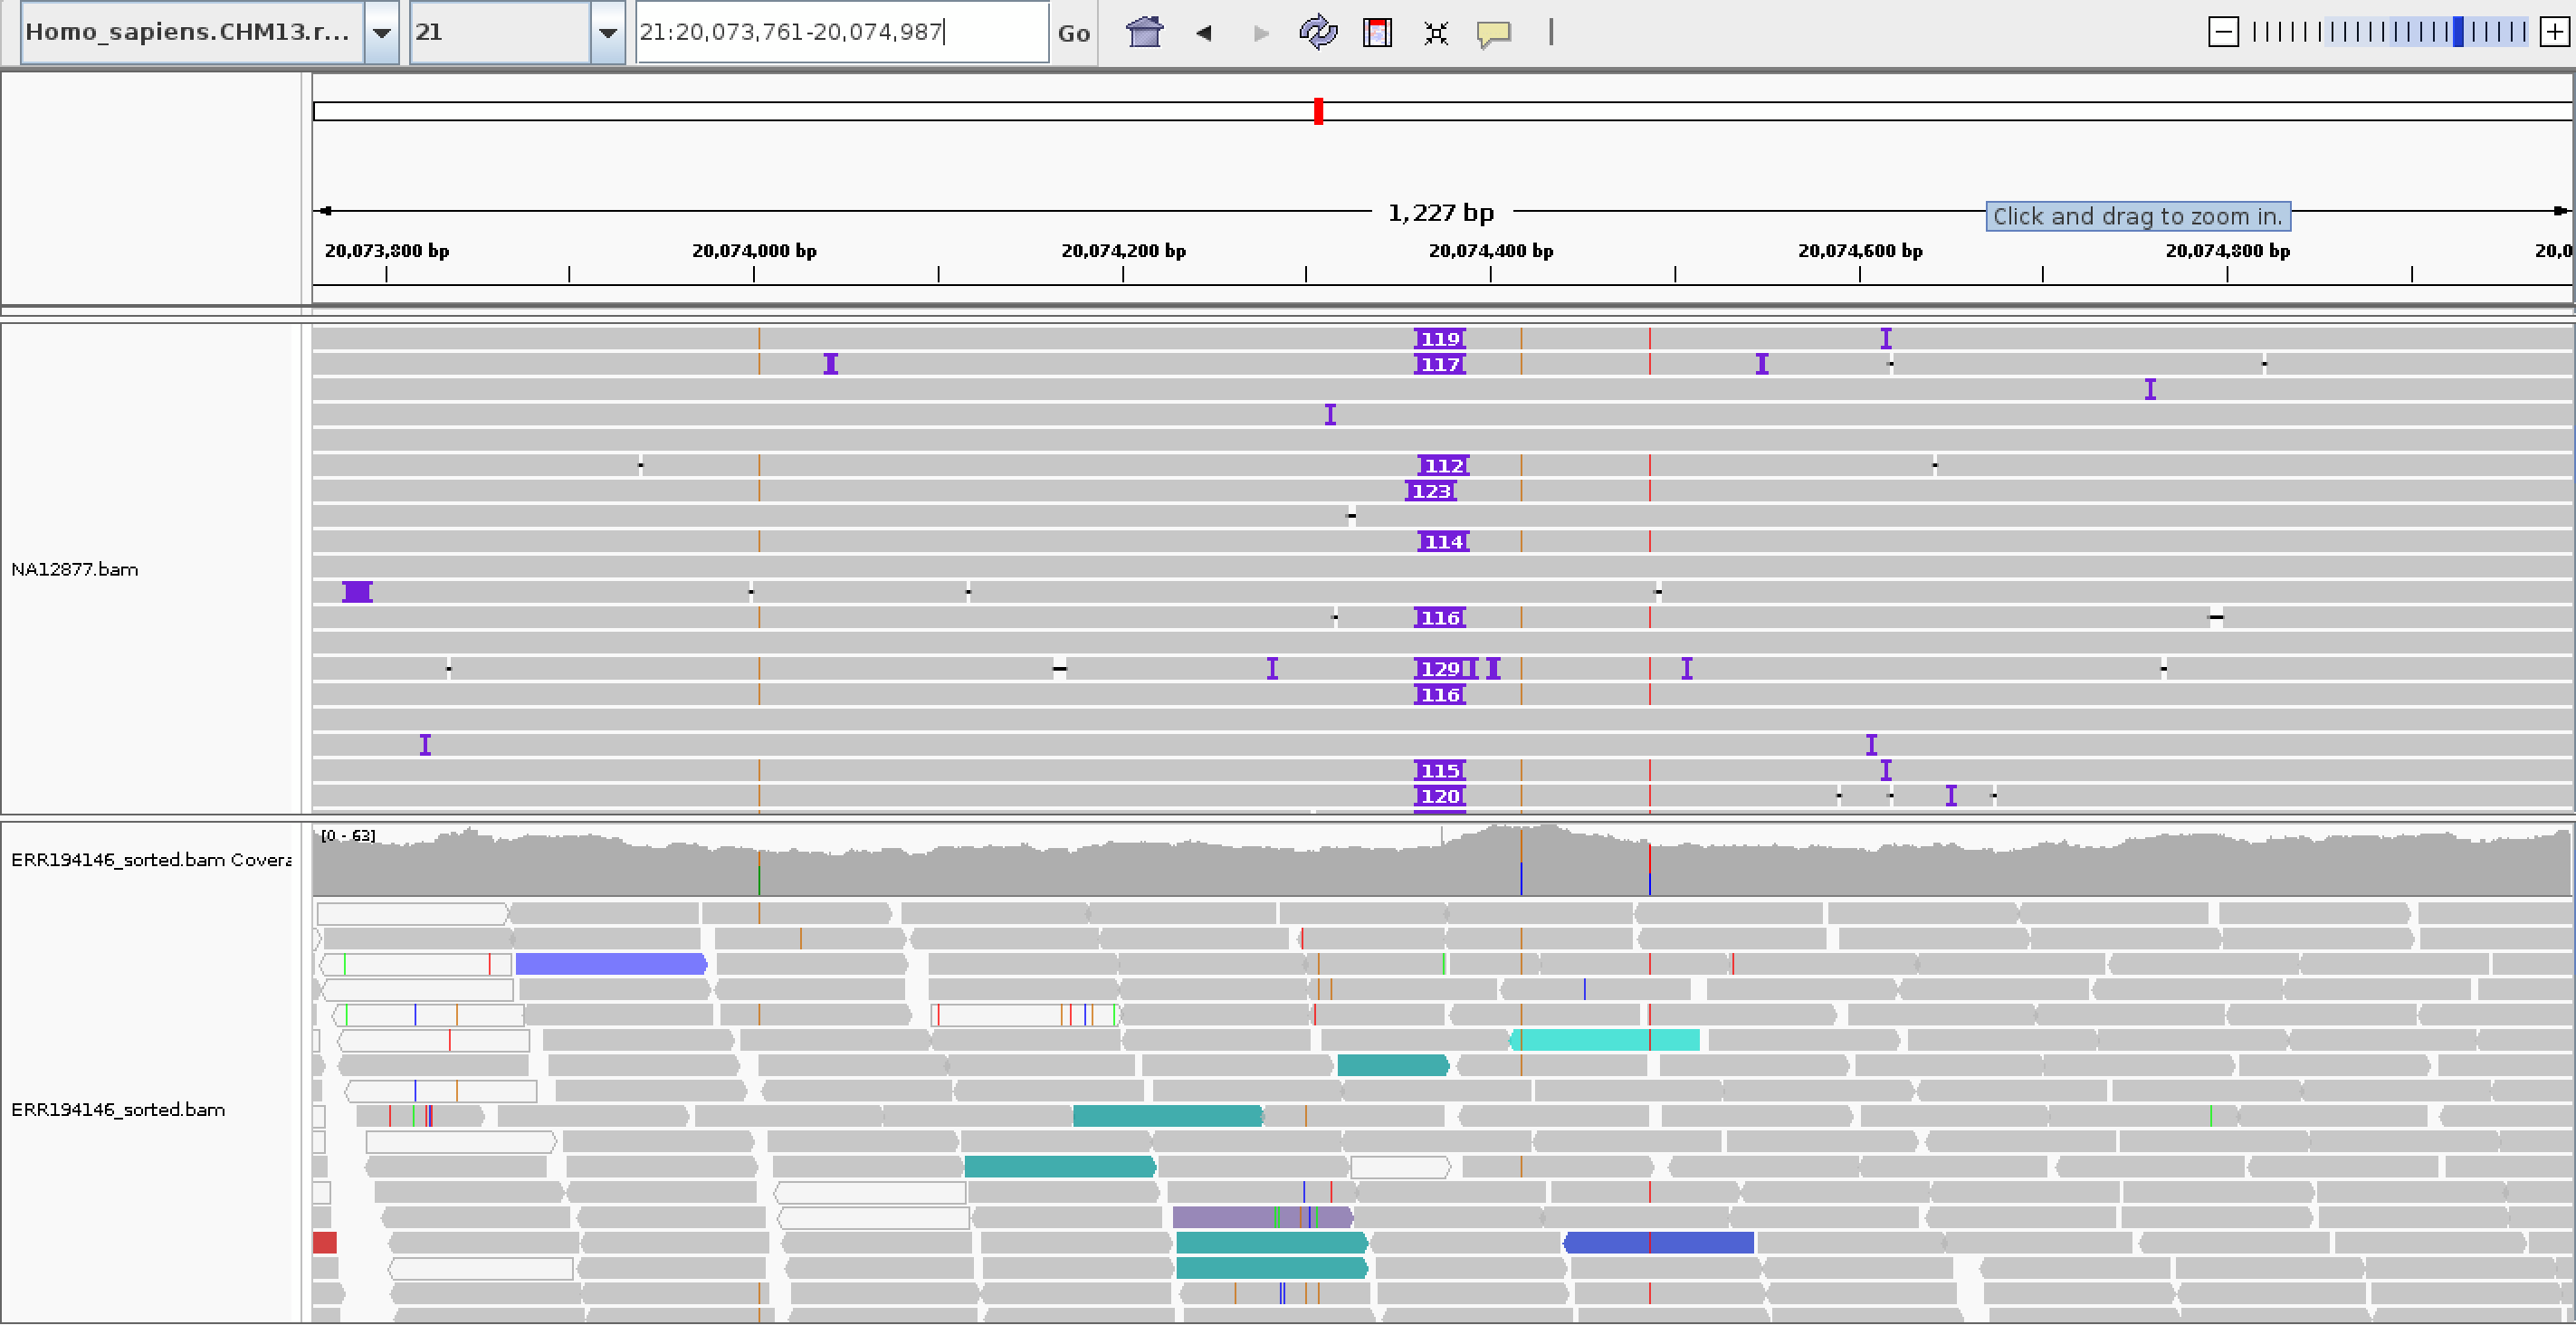 Homo_sapiens.CHM13.r... 21 21:20,073,761-20,074,987 Go
1,227 bp
Click and drag to zoom in.
20,073,800 bp 20,074,000 bp 20,074,200 bp 20,074,400 bp 20,074,600 bp 20,074,800 bp 20,0
119
117
112
123
114
NA12877.bam
116
129
116
115
120
[0 - 63]
ERR194146_sorted.bam Covera
ERR194146_sorted.bam